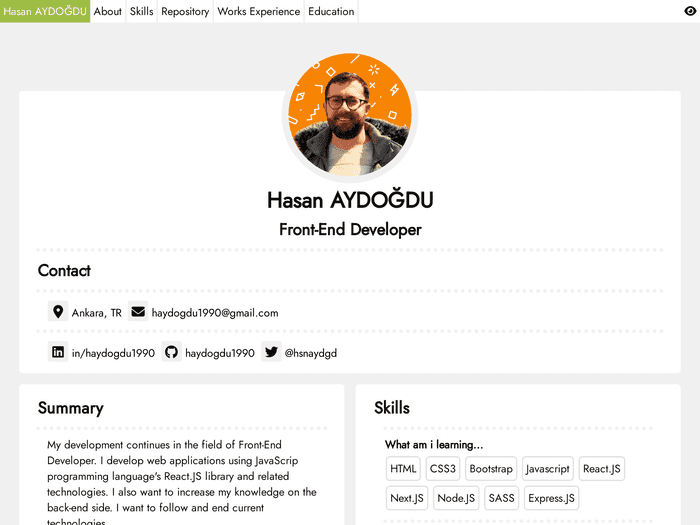 Hasan AYDOĞDU About Skills Repository Works Experience Education
Hasan AYDOĞDU
Front-End Developer
Contact
Ankara, TR haydogdu1990@gmail.com
in/haydogdu1990 haydogdu1990 @hsnaydgd
Summary
My development continues in the field of Front-End
Developer. I develop web applications using JavaScrip
programming language's React.JS library and related
technologies. I also want to increase my knowledge on the
back-end side. I want to follow and end current
technologies
Skills
What am i learning...
HTML CSS3 Bootstrap Javascript React.JS
Next.JS Node.JS SASS Express.JS